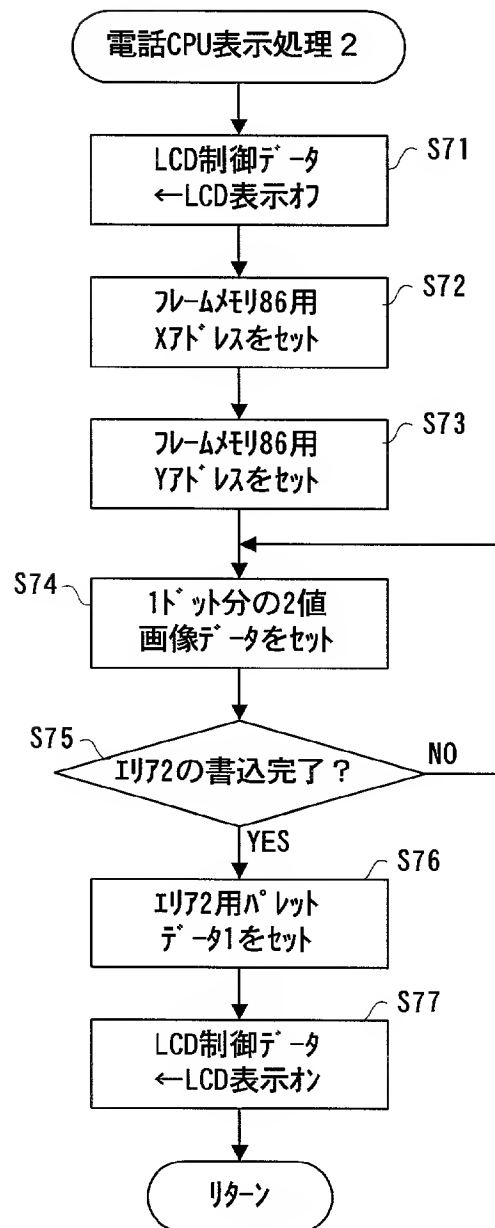 電話CPU表示処理2
S71
LCD制御ﾃﾞｰﾀ
←LCD表示ｵﾌ
S72
ﾌﾚｰﾑﾒﾓﾘ86用
Xｱﾄﾞﾚｽをｾｯﾄ
S73
ﾌﾚｰﾑﾒﾓﾘ86用
Yｱﾄﾞﾚｽをｾｯﾄ
S74
1ﾄﾞｯﾄ分の2値
画像ﾃﾞｰﾀをｾｯﾄ
S75
ｴﾘｱ2の書込完了？
NO
YES
S76
ｴﾘｱ2用ﾊﾟﾚｯﾄ
ﾃﾞｰﾀ1をｾｯﾄ
S77
LCD制御ﾃﾞｰﾀ
←LCD表示ｵﾝ
ﾘﾀｰﾝ